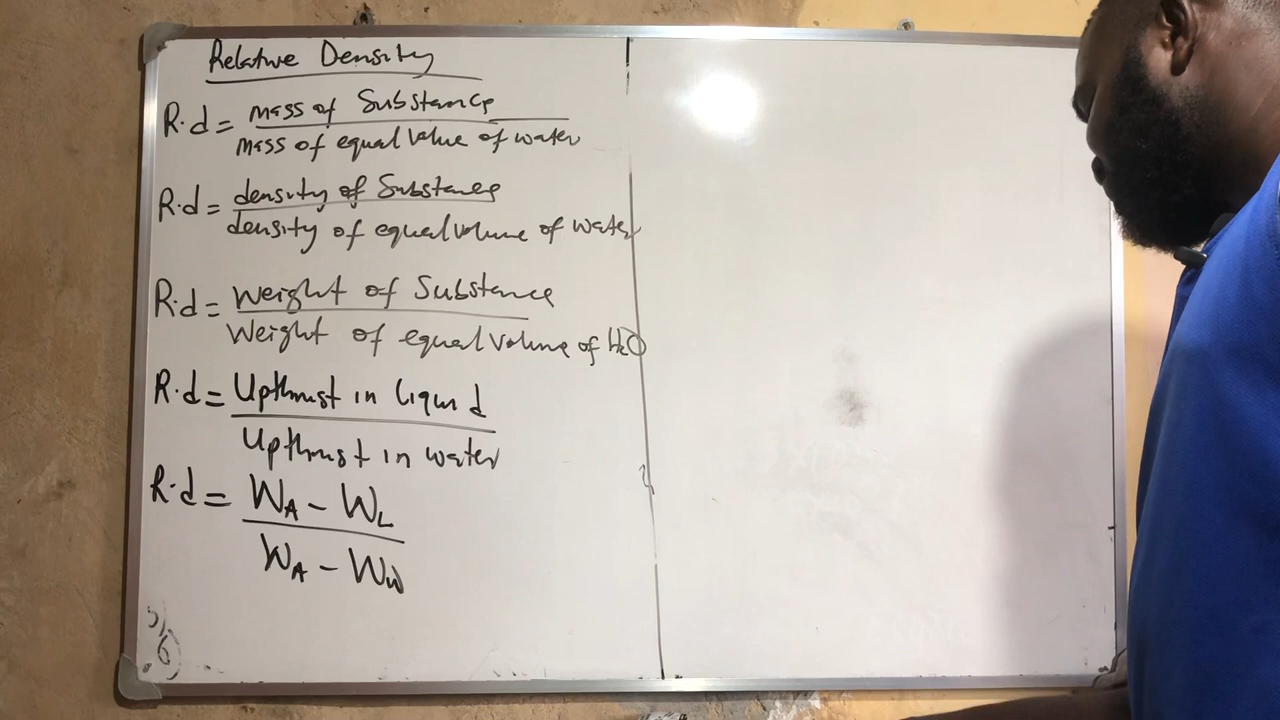 Relative Density
R.d = mass of Substance
mass of equal Value of water
R.d = density of Substance
density of equal volume of water
R.d = Weight of Substance
Weight of equal Volume of H2O
R.d = Upthrust in liquid
Upthrust in water
R.d = WA - WL
WA - WW